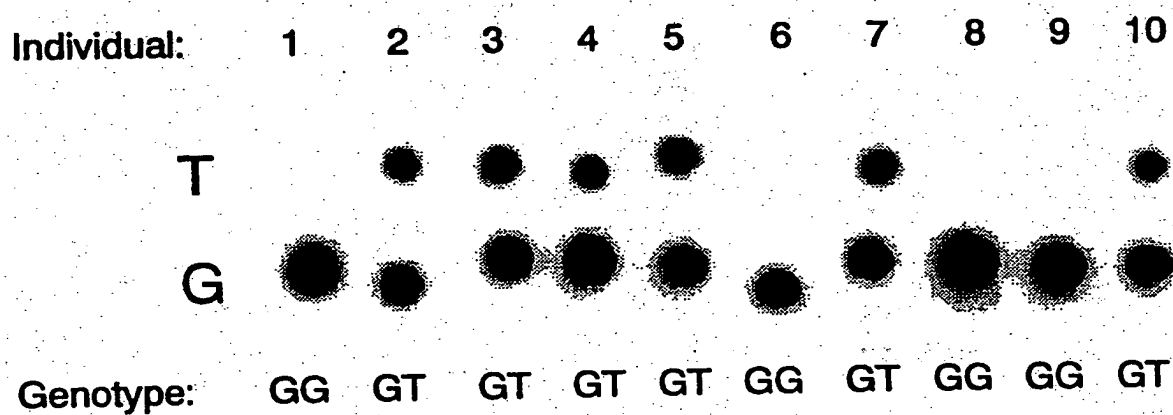 Individual: 1 2 3 4 5 6 7 8 9 10
T
G
Genotype: GG GT GT GT GT GG GT GG GG GT